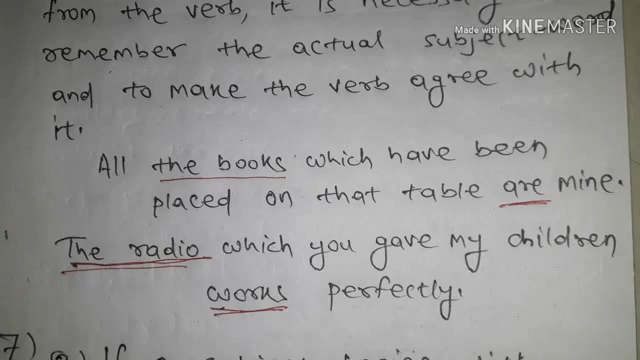 from the verb, it is necessary
Made with KINEMASTER
remember the actual subject
and to make the verb agree with
it.
All the books which have been
placed on that table are mine.
The radio which you gave my children
works perfectly.
7) a) If a